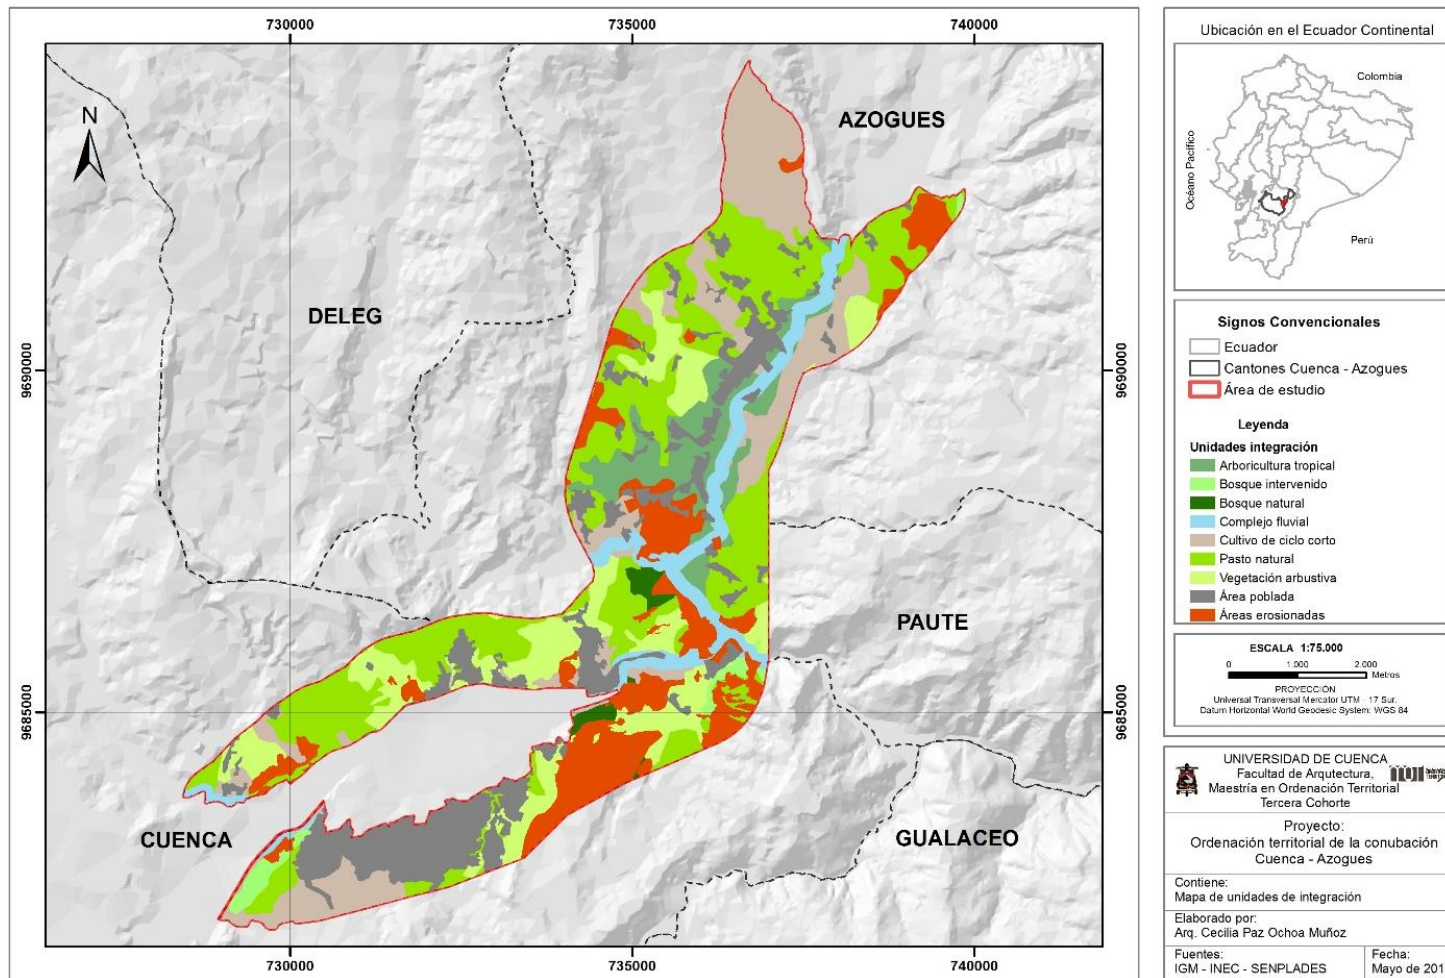 730000
735000
740000
N
AZOGUES
DELEG
PAUTE
CUENCA
GUALACEO
9690000
9685000
9690000
9685000
730000
735000
740000
Ubicación en el Ecuador Continental
Colombia
Océano Pacífico
Perú
Signos Convencionales
Ecuador
Cantones Cuenca - Azogues
Área de estudio
Leyenda
Unidades integración
Arboricultura tropical
Bosque intervenido
Bosque natural
Complejo fluvial
Cultivo de ciclo corto
Pasto natural
Vegetación arbustiva
Área poblada
Áreas erosionadas
ESCALA 1:75.000
0 1.000 2.000
Metros
PROYECCIÓN
Universal Transversal Mercator UTM - 17 Sur.
Datum Horizontal World Geodesic System: WGS 84
UNIVERSIDAD DE CUENCA
Facultad de Arqutectura,
Maestría en Ordenación Territorial
Tercera Cohorte
Proyecto:
Ordenación territorial de la conubación
Cuenca - Azogues
Contiene:
Mapa de unidades de integración
Elaborado por:
Arq. Cecilia Paz Ochoa Muñoz
Fuentes:
IGM - INEC - SENPLADES
Fecha:
Mayo de 201